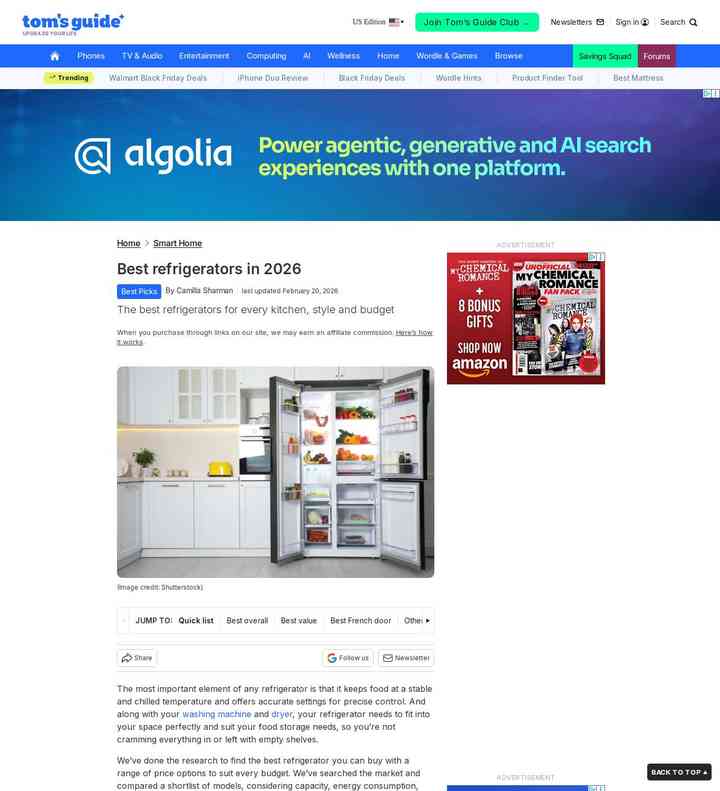 tom's guide
UPGRADE YOUR LIFE
US Edition
Join Tom's Guide Club →
Newsletters
Sign in
Search
Phones
TV & Audio
Entertainment
Computing
AI
Wellness
Home
Wordle & Games
Browse
Savings Squad
Forums
Trending
Walmart Black Friday Deals
iPhone Duo Review
Black Friday Deals
Wordle Hints
Product Finder Tool
Best Mattress
algolia
Power agentic, generative and AI search
experiences with one platform.
Home > Smart Home
Best refrigerators in 2026
Best Picks By Camilla Sharman last updated February 20, 2026
The best refrigerators for every kitchen, style and budget
When you purchase through links on our site, we may earn an affiliate commission. Here's how
it works.
(Image credit: Shutterstock)
JUMP TO: Quick list Best overall Best value Best French door Other
Share
Follow us
Newsletter
The most important element of any refrigerator is that it keeps food at a stable
and chilled temperature and offers accurate settings for precise control. And
along with your washing machine and dryer, your refrigerator needs to fit into
your space perfectly and suit your food storage needs, so you're not
cramming everything in or left with empty shelves.
We've done the research to find the best refrigerator you can buy with a
range of price options to suit every budget. We've searched the market and
compared a shortlist of models, considering capacity, energy consumption,
ADVERTISEMENT
MY CHEMICAL
ROMANCE
+
8 BONUS
GIFTS
SHOP NOW
amazon
UNOFFICIAL
MY CHEMICAL
ROMANCE
FAN PACK
MY CHEMICAL
ROMANCE
ADVERTISEMENT
BACK TO TOP